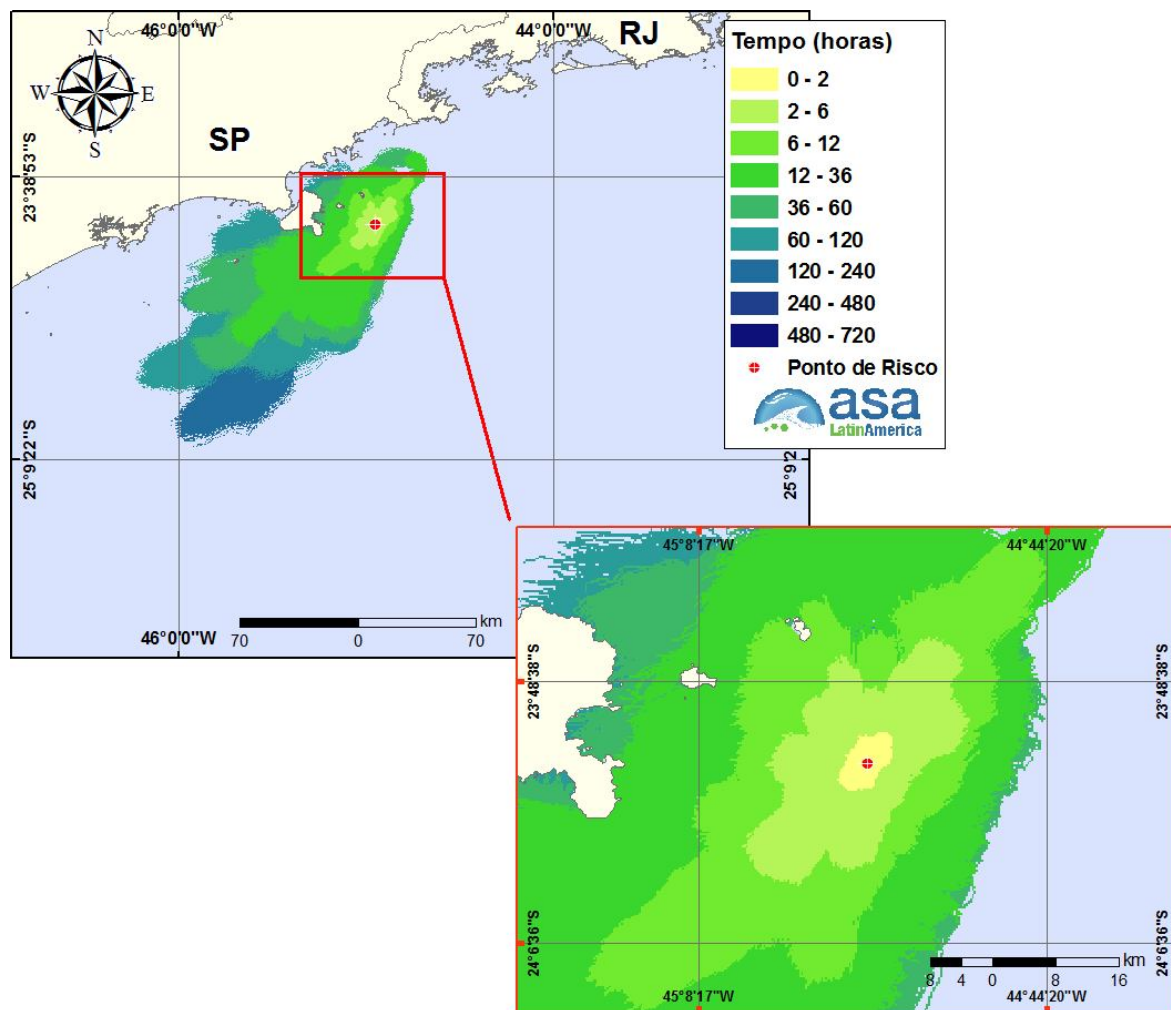 46°0'0"W
44°0'0"W
RJ
N
W
E
S
SP
23°38'53"S
23°38'53"S
25°9'22"S
25°9'2
46°0'0"W
70
0
70
km
Tempo (horas)
0 - 2
2 - 6
6 - 12
12 - 36
36 - 60
60 - 120
120 - 240
240 - 480
480 - 720
Ponto de Risco
asa
LatinAmerica
45°8'17"W
44°44'20"W
23°48'38"S
23°48'38"S
24°6'36"S
24°6'36"S
8 4 0 8 16
km
45°8'17"W
44°44'20"W